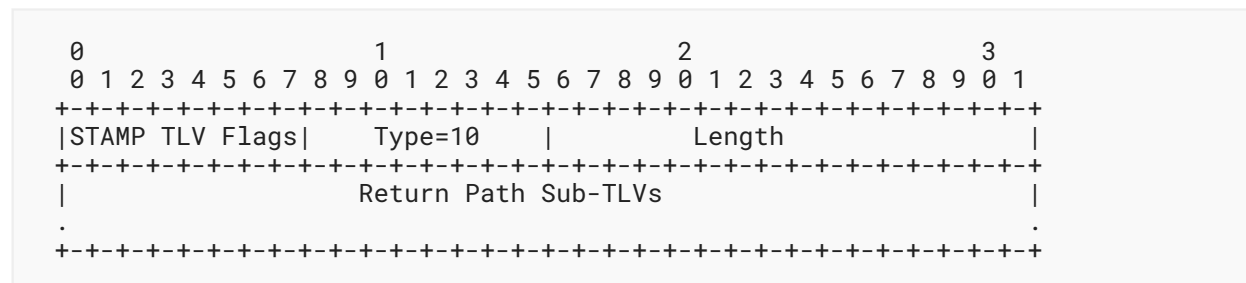 0                   1                   2                   3
 0 1 2 3 4 5 6 7 8 9 0 1 2 3 4 5 6 7 8 9 0 1 2 3 4 5 6 7 8 9 0 1
+-+-+-+-+-+-+-+-+-+-+-+-+-+-+-+-+-+-+-+-+-+-+-+-+-+-+-+-+-+-+-+-+
|STAMP TLV Flags|    Type=10    |         Length                |
+-+-+-+-+-+-+-+-+-+-+-+-+-+-+-+-+-+-+-+-+-+-+-+-+-+-+-+-+-+-+-+-+
|                   Return Path Sub-TLVs                        |
.                                                               .
+-+-+-+-+-+-+-+-+-+-+-+-+-+-+-+-+-+-+-+-+-+-+-+-+-+-+-+-+-+-+-+-+